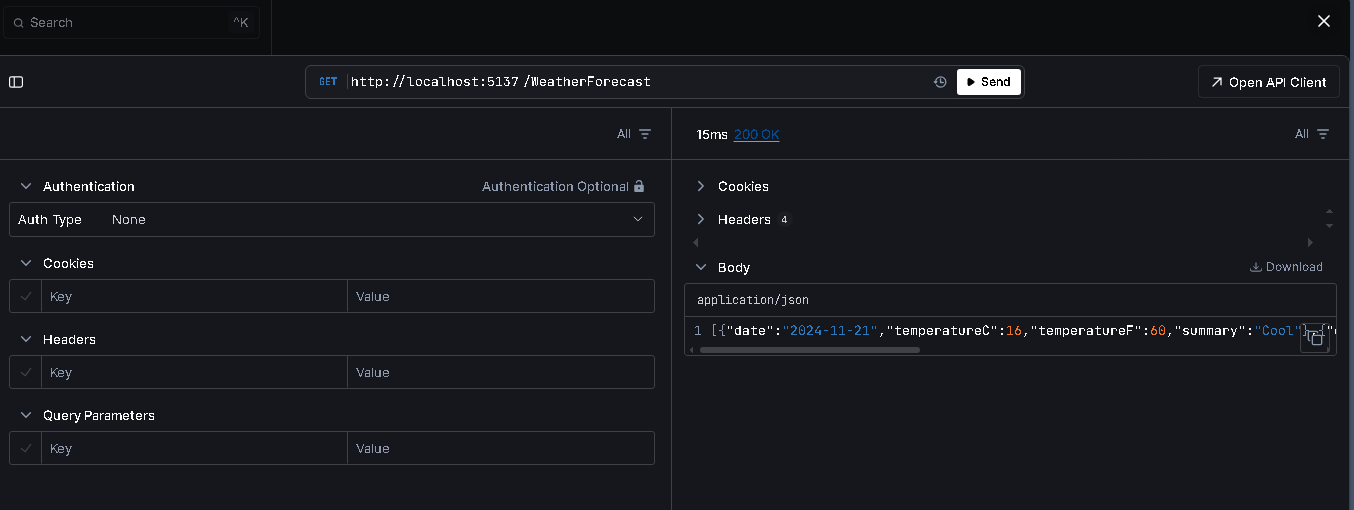 Search ^K
GET http://localhost:5137 /WeatherForecast Send Open API Client
All
15ms 200 OK All
Authentication Authentication Optional
Auth Type None
Cookies
Key Value
Headers
Key Value
Query Parameters
Key Value
Cookies
Headers 4
Body Download
application/json
1 [{"date":"2024-11-21","temperatureC":16,"temperatureF":60,"summary":"Cool"},{"